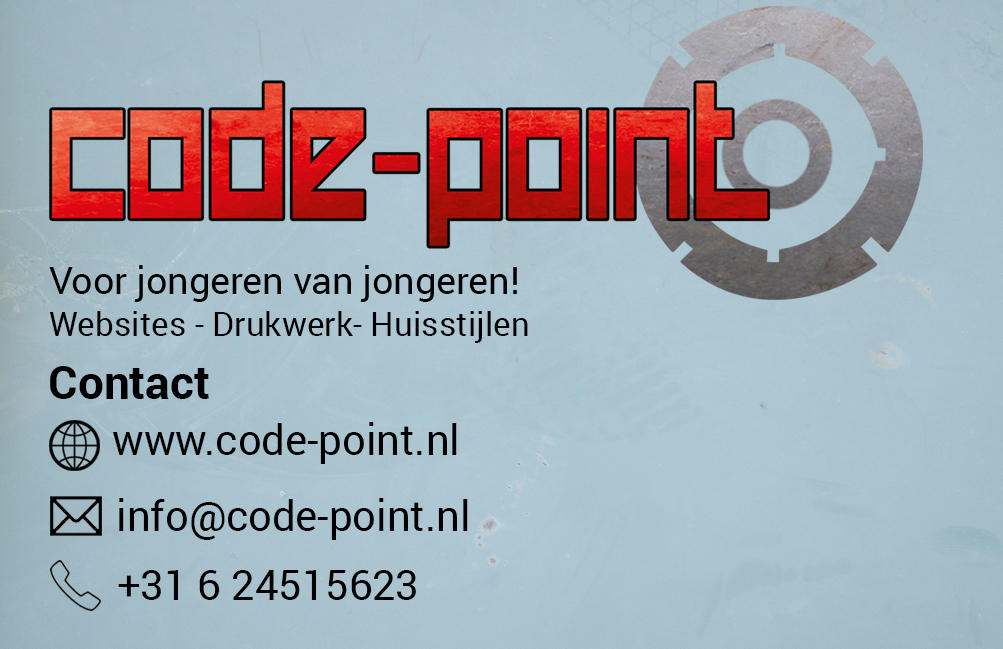 code-point
Voor jongeren van jongeren!
Websites - Drukwerk- Huisstijlen
Contact
www.code-point.nl
info@code-point.nl
+31 6 24515623